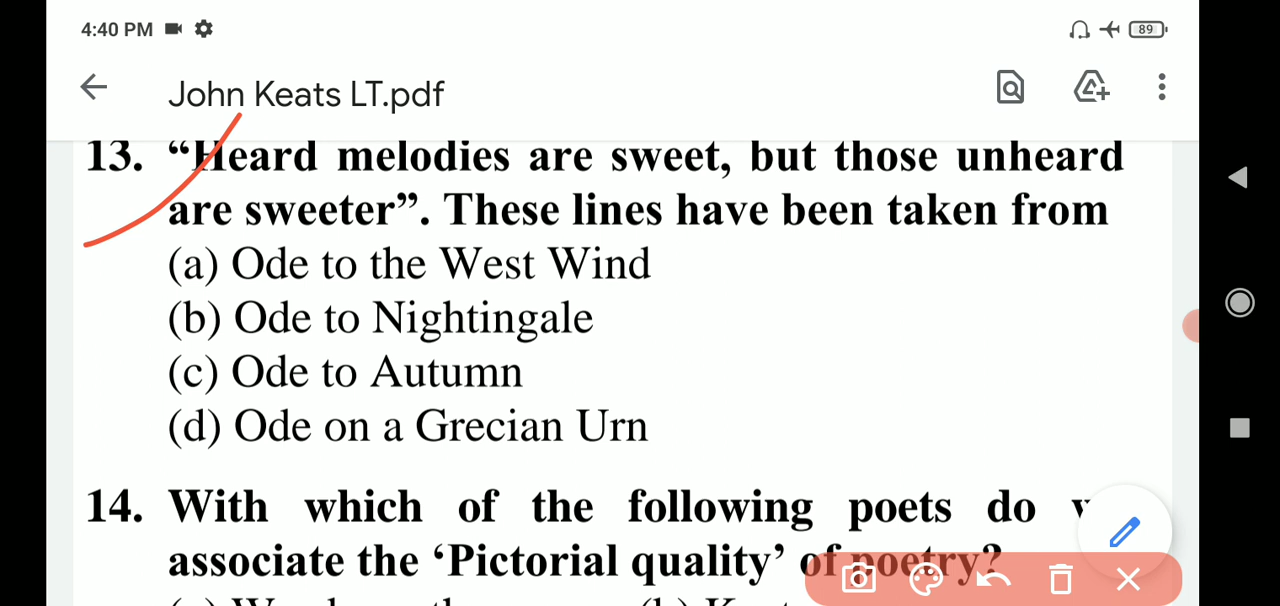 4:40 PM
89
John Keats LT.pdf
13. “Heard melodies are sweet, but those unheard
are sweeter”. These lines have been taken from
(a) Ode to the West Wind
(b) Ode to Nightingale
(c) Ode to Autumn
(d) Ode on a Grecian Urn
14. With which of the following poets do
associate the ‘Pictorial quality’ of poetry?